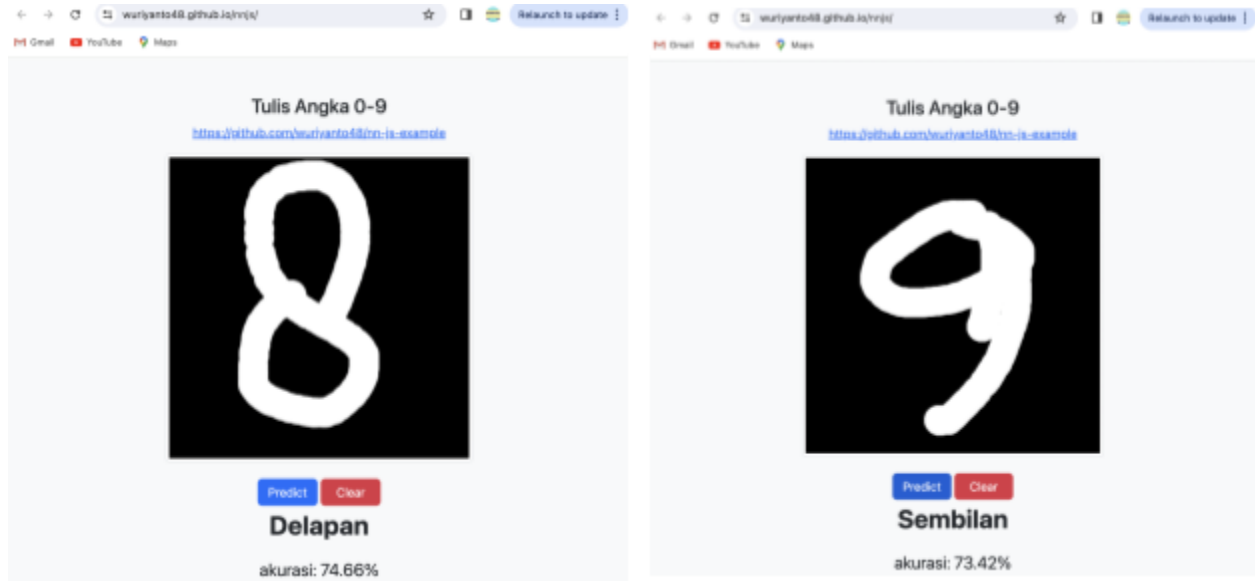 wuriyanto48.github.io/nnjs/
Relaunch to update
Gmail YouTube Maps
Tulis Angka 0-9
https://github.com/wuriyanto48/nn-js-example
8
Predict Clear
Delapan
akurasi: 74.66%
wuriyanto48.github.io/nnjs/
Relaunch to update
Gmail YouTube Maps
Tulis Angka 0-9
https://github.com/wuriyanto48/nn-js-example
9
Predict Clear
Sembilan
akurasi: 73.42%